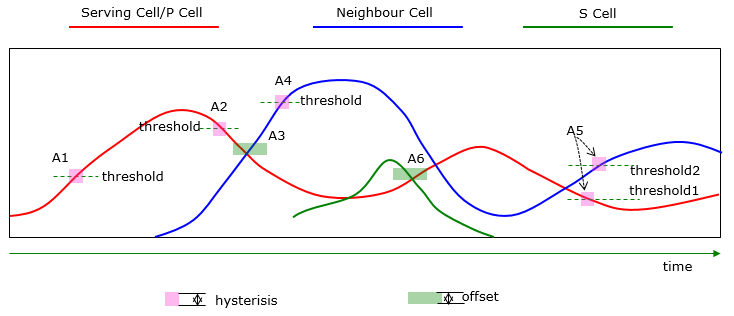 Serving Cell/P Cell
Neighbour Cell
S Cell
A4
threshold
A2
threshold
A3
A5
A1
threshold
A6
threshold2
threshold1
time
hysterisis
offset